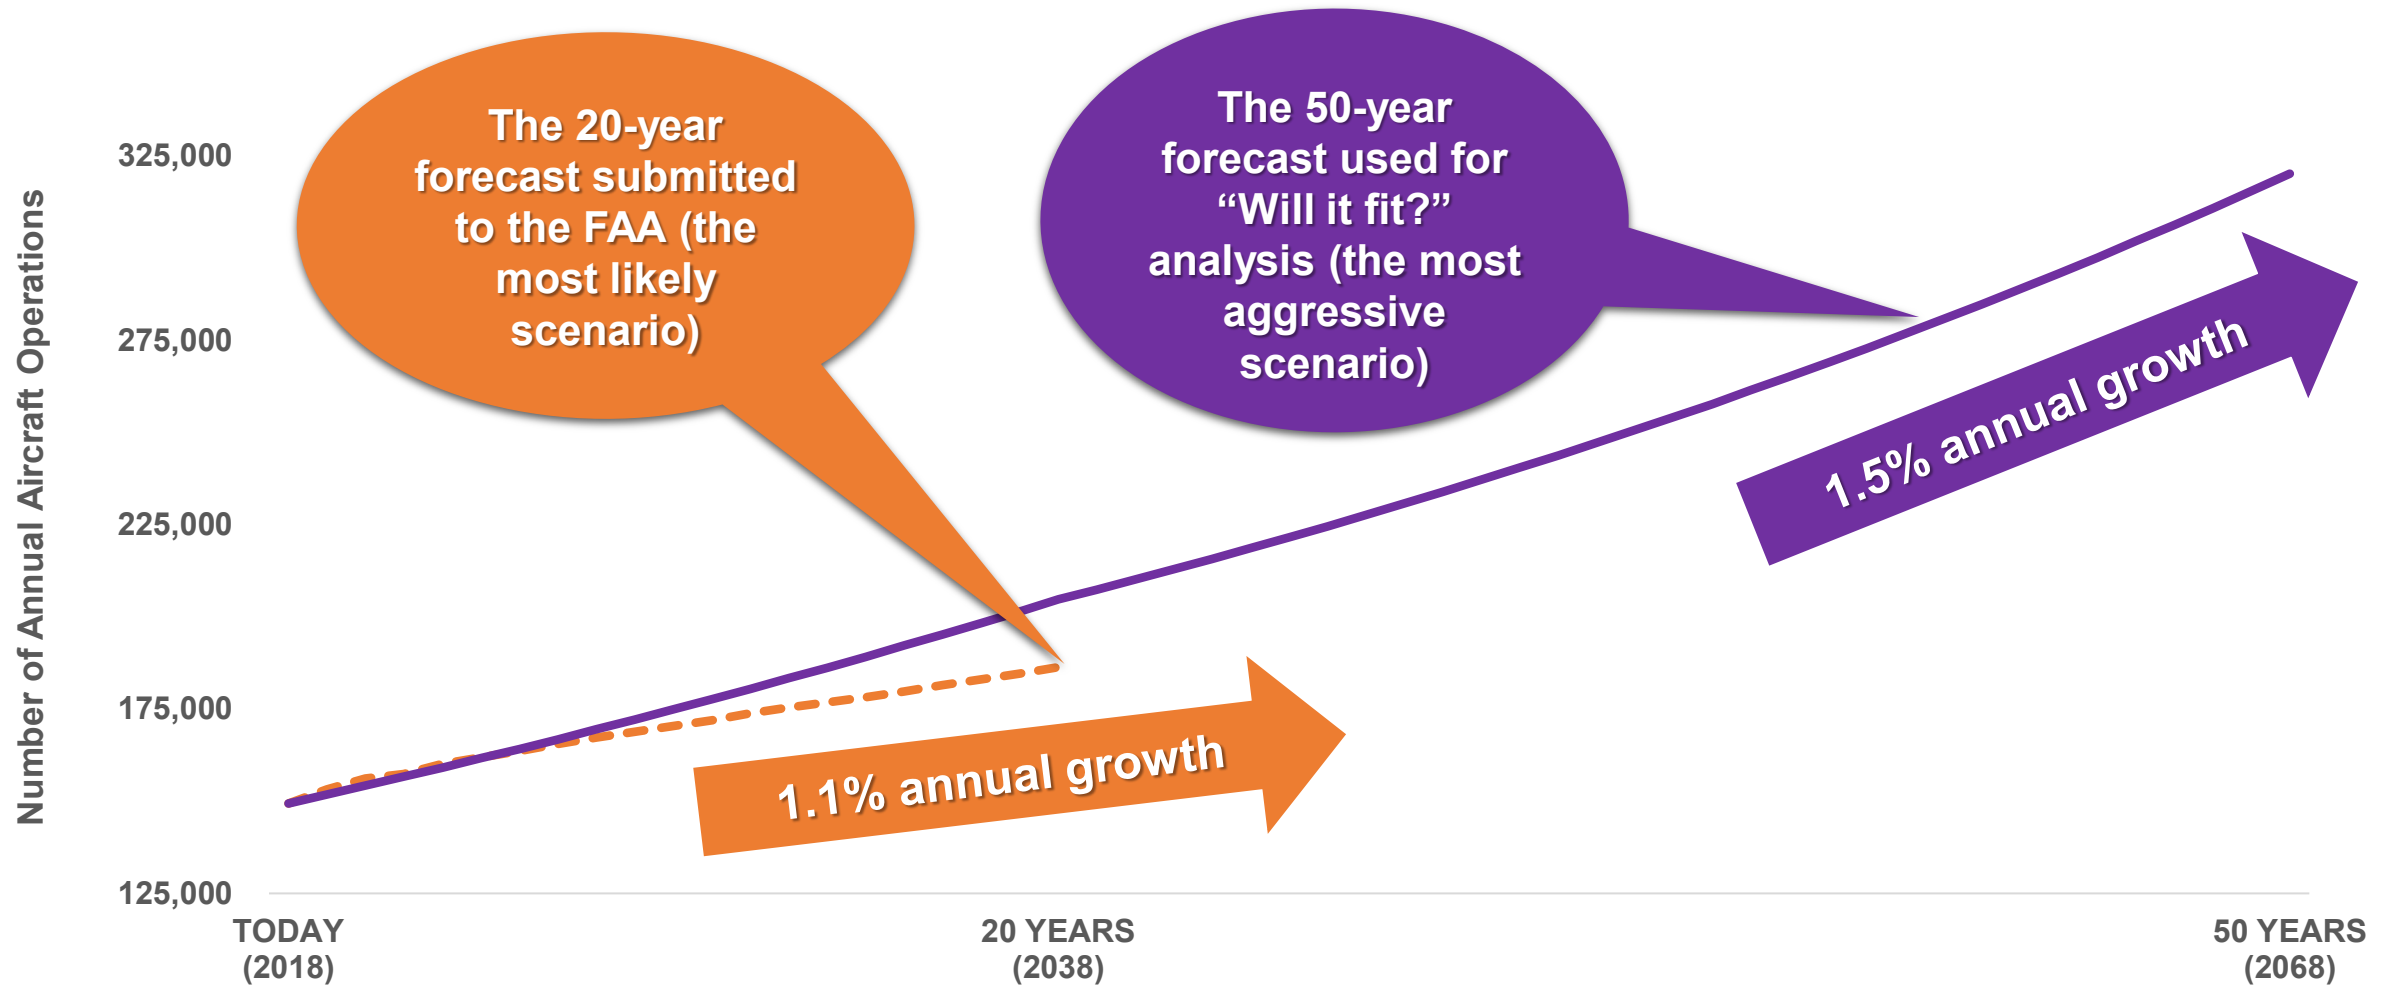 The 20-year
forecast submitted
to the FAA (the
most likely
scenario)
The 50-year
forecast used for
“Will it fit?”
analysis (the most
aggressive
scenario)
Number of Annual Aircraft Operations
325,000
275,000
225,000
175,000
125,000
1.5% annual growth
1.1% annual growth
TODAY
(2018)
20 YEARS
(2038)
50 YEARS
(2068)